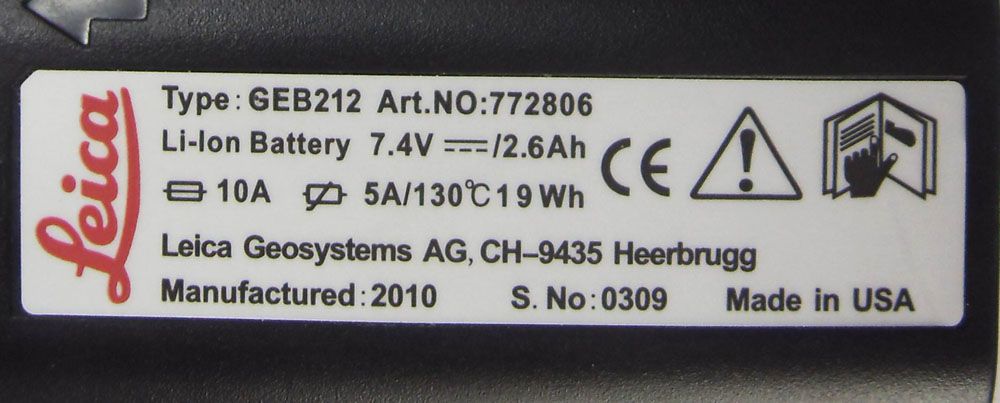 Leica
Type: GEB212 Art.NO:772806
Li-Ion Battery 7.4V ⎓/2.6Ah
10A 5A/130℃ 19 Wh
CE
Leica Geosystems AG, CH–9435 Heerbrugg
Manufactured:2010 S. No:0309 Made in USA